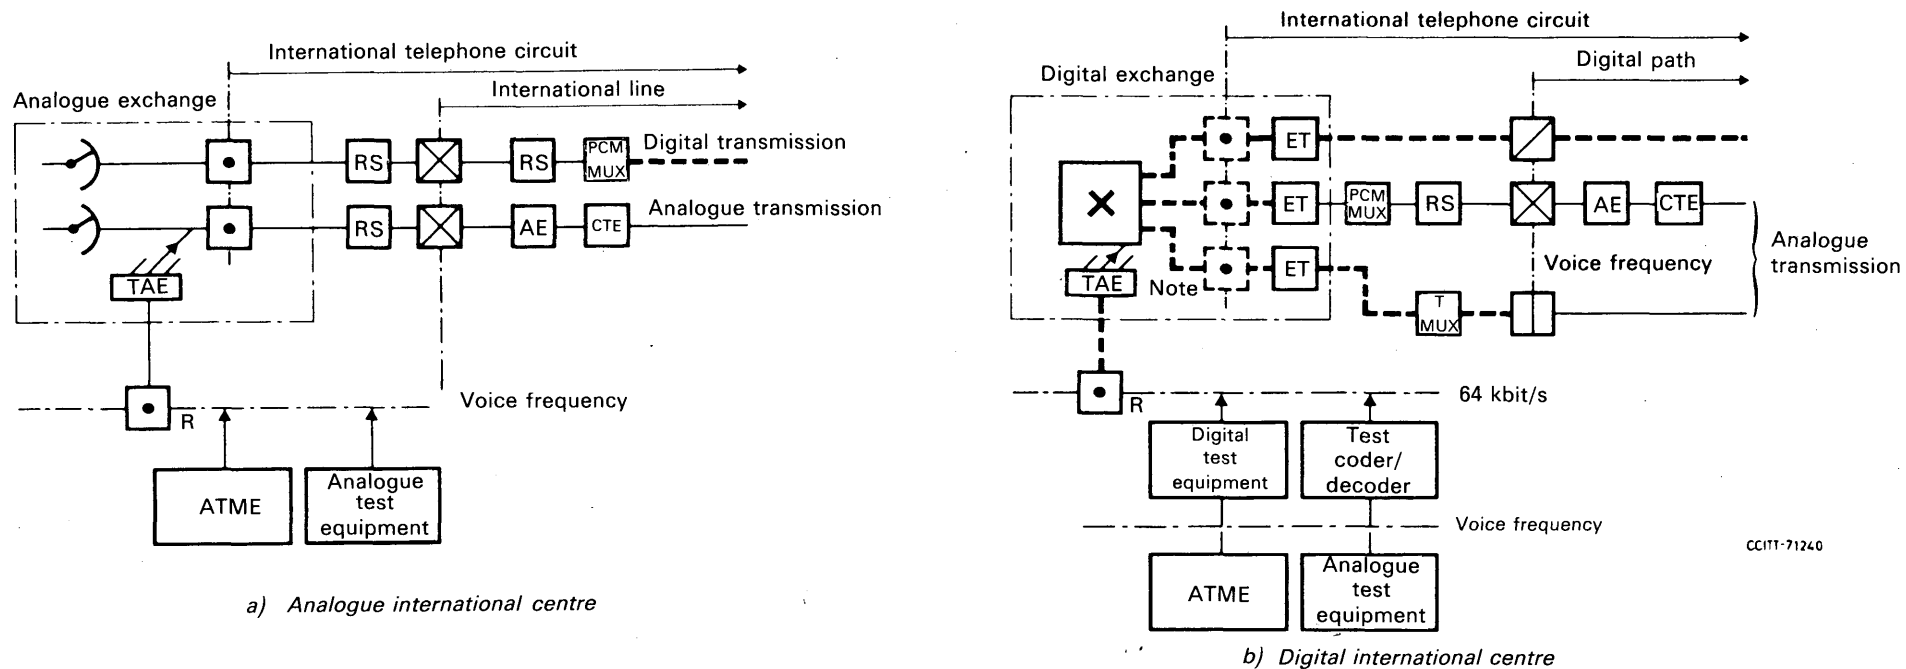 International telephone circuit
International line
Analogue exchange
RS
RS
PCM
MUX
Digital transmission
RS
AE
CTE
Analogue transmission
TAE
R
Voice frequency
ATME
Analogue
test
equipment
a) Analogue international centre
International telephone circuit
Digital path
Digital exchange
ET
ET
PCM
MUX
RS
AE
CTE
ET
Voice frequency
Analogue
transmission
TAE
Note
T
MUX
R
64 kbit/s
Digital
test
equipment
Test
coder/
decoder
Voice frequency
ATME
Analogue
test
equipment
CCITT-71240
b) Digital international centre